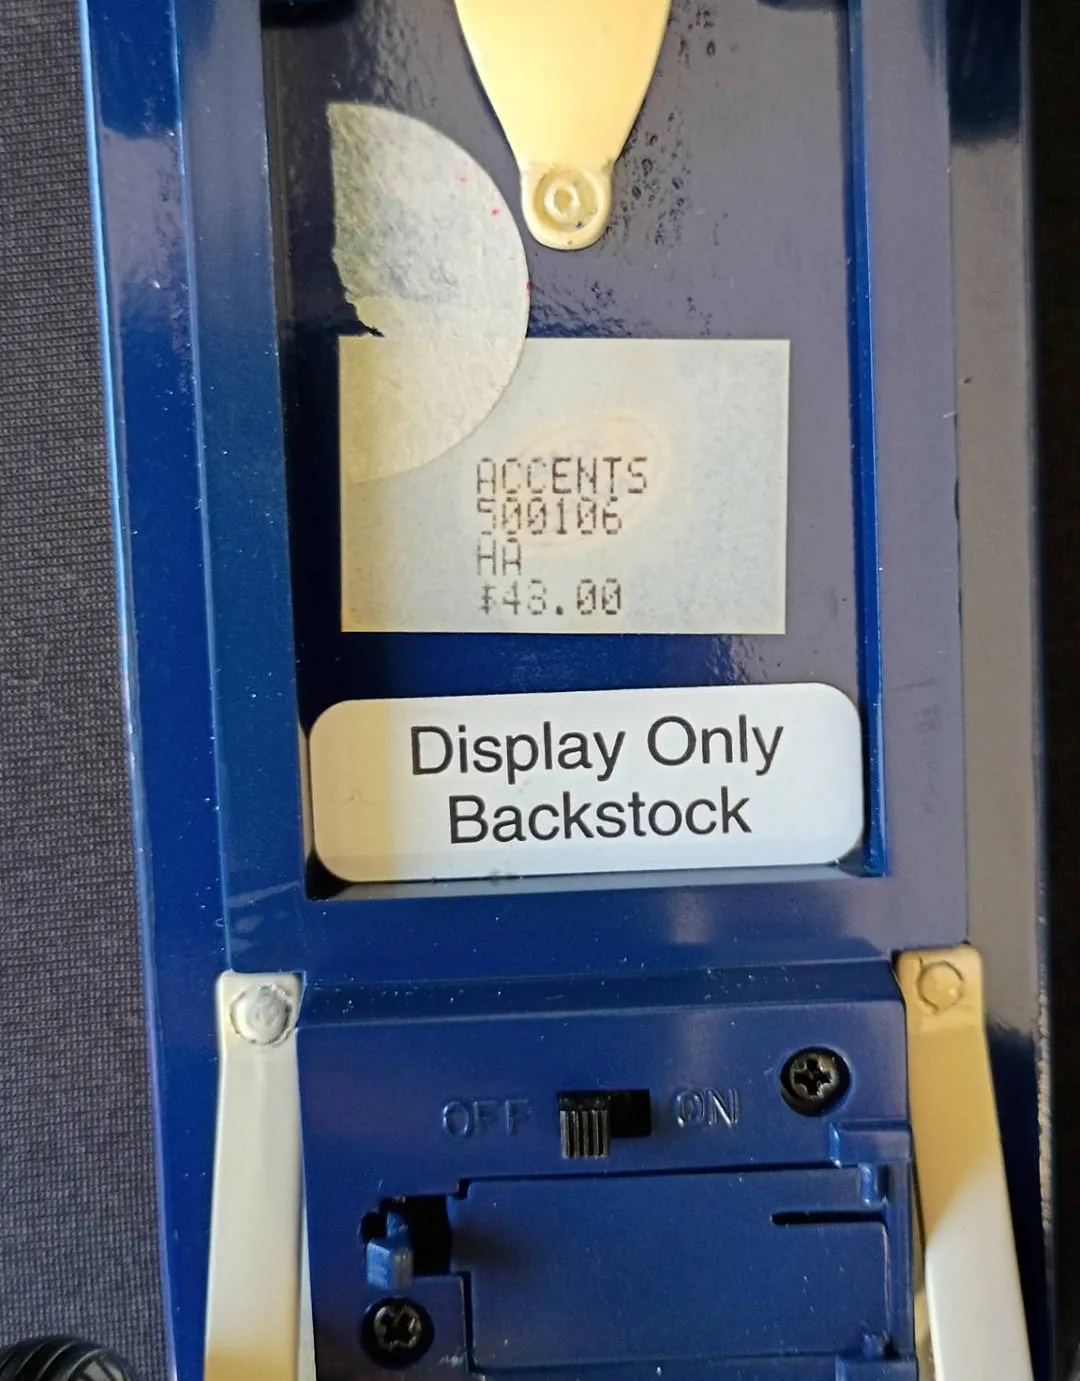 ACCENTS
500106
HA
$48.00
Display Only
Backstock
OFF ON